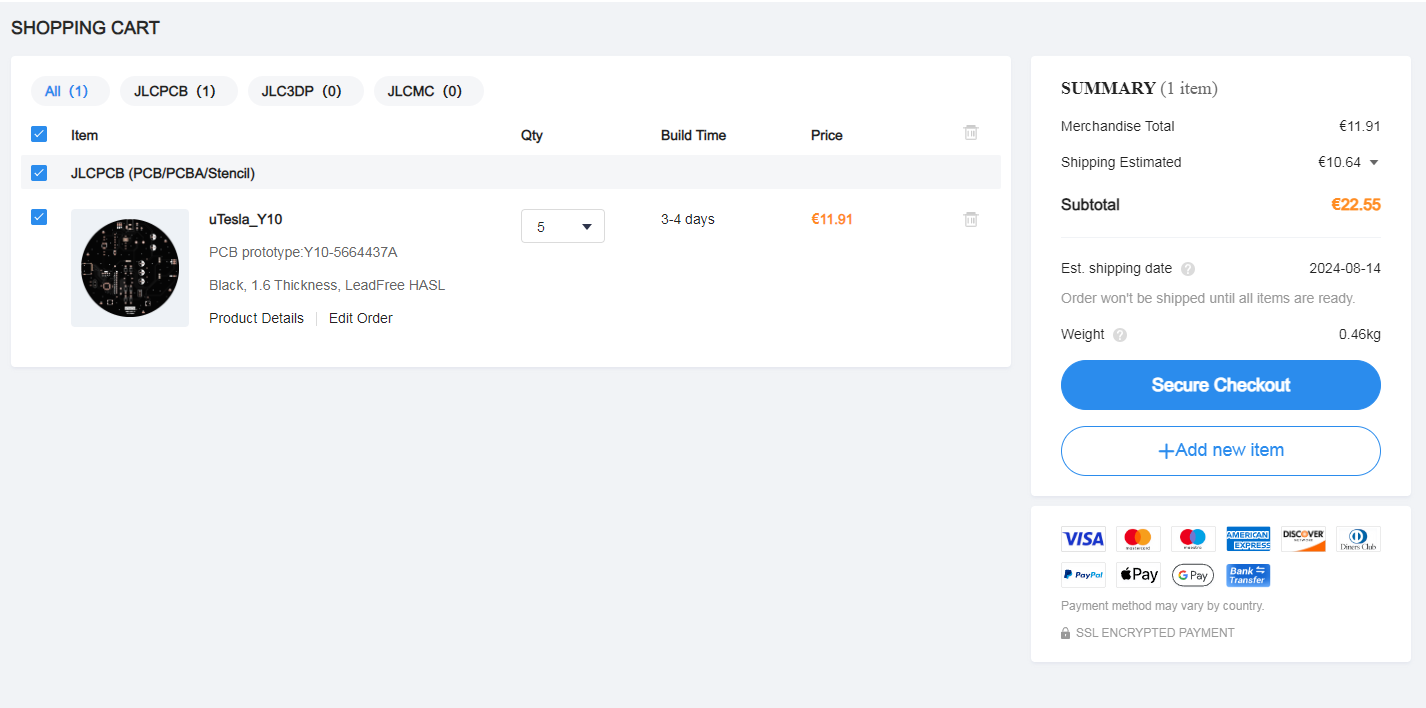 SHOPPING CART
All (1) JLCPCB (1) JLC3DP (0) JLCMC (0)
Item Qty Build Time Price
JLCPCB (PCB/PCBA/Stencil)
uTesla_Y10 5 3-4 days €11.91
PCB prototype:Y10-5664437A
Black, 1.6 Thickness, LeadFree HASL
Product Details Edit Order
SUMMARY (1 item)
Merchandise Total €11.91
Shipping Estimated €10.64
Subtotal €22.55
Est. shipping date ? 2024-08-14
Order won't be shipped until all items are ready.
Weight ? 0.46kg
Secure Checkout
+Add new item
VISA mastercard maestro AMERICAN EXPRESS DISCOVER NETWORK Diners Club
PayPal Pay G Pay Bank Transfer
Payment method may vary by country.
SSL ENCRYPTED PAYMENT